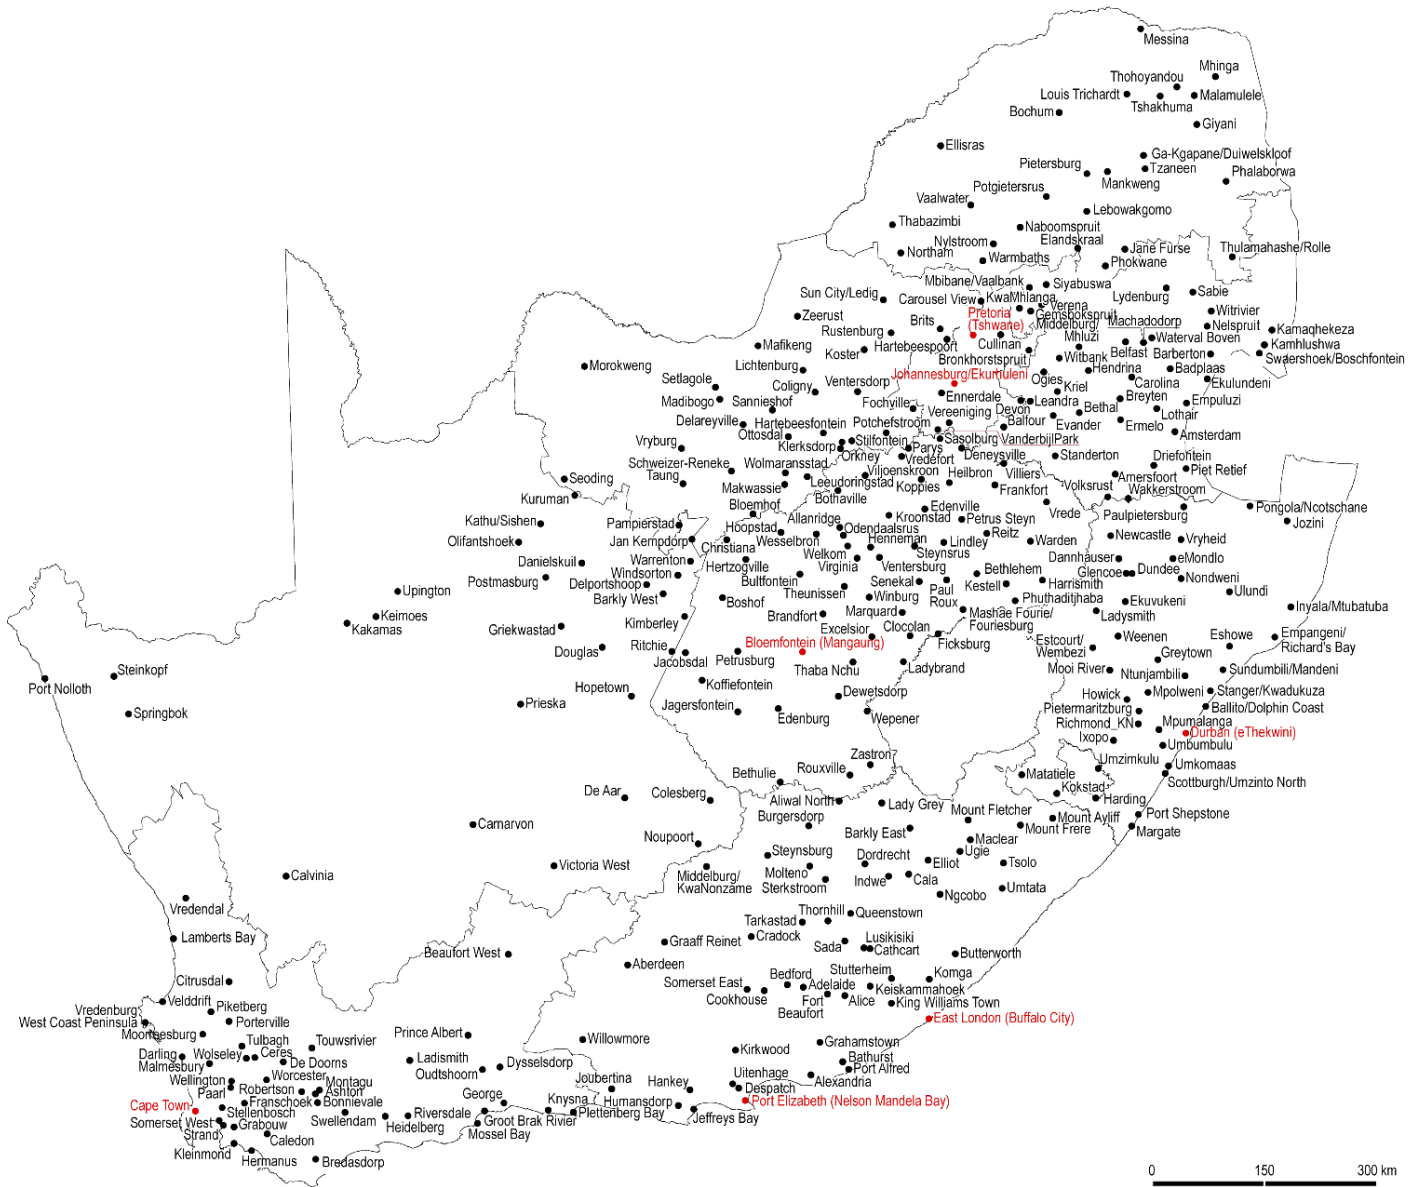 Messina
Mhinga
Thohoyandou
Louis Trichardt
Malamulele
Tshakhuma
Bochum
Giyani
Ellisras
Ga-Kgapane/Duiwelskloof
Pietersburg
Tzaneen
Phalaborwa
Mankweng
Potgietersrus
Vaalwater
Lebowakgomo
Thabazimbi
Naboomspruit
Nylstroom
Elandskraal
Jane Furse
Thulamahashe/Rolle
Northam
Warmbaths
Phokwane
Mbibane/Vaalbank
Siyabuswa
Sun City/Ledig
Carousel View
KwaMhlanga
Lydenburg
Sabie
Verena
Zeerust
Pretoria
(Tshwane)
Gemsbokspruit
Witrivier
Brits
Middelburg/
Mhluzi
Machadodorp
Nelspruit
Kamaqhekeza
Rustenburg
Waterval Boven
Mafikeng
Koster
Hartebeespoort
Cullinan
Belfast
Barberton
Kamhlushwa
Swaershoek/Boschfontein
Bronkhorstspruit
Witbank
Morokweng
Lichtenburg
Johannesburg/Ekurhuleni
Hendrina
Badplaas
Ogies
Setlagole
Coligny
Ventersdorp
Kriel
Carolina
Ekulundeni
Madibogo
Sannieshof
Fochville
Ennerdale
Devon
Leandra
Breyten
Empuluzi
Vereeniging
Bethal
Lothair
Delareyville
Hartebeesfontein
Potchefstroom
Balfour
Evander
Ermelo
Ottosdal
Amsterdam
Vryburg
Klerksdorp
Stilfontein
Sasolburg
VanderbijlPark
Orkney
Parys
Deneysville
Standerton
Driefontein
Schweizer-Reneke
Wolmaransstad
Vredefort
Piet Retief
Taung
Viljoenskroon
Heilbron
Villiers
Amersfoort
Seoding
Makwassie
Leeudoringstad
Koppies
Frankfort
Volksrust
Wakkerstroom
Kuruman
Bothaville
Bloemhof
Edenville
Vrede
Paulpietersburg
Pongola/Ncotschane
Kathu/Sishen
Pampierstad
Hoopstad
Allanridge
Odendaalsrus
Kroonstad
Petrus Steyn
Jozini
Olifantshoek
Jan Kempdorp
Christiana
Wesselbron
Henneman
Lindley
Reitz
Warden
Newcastle
Vryheid
Welkom
Steynsrus
Danielskuil
Warrenton
Hertzogville
Virginia
Ventersburg
Dannhauser
eMondlo
Postmasburg
Windsorton
Bultfontein
Senekal
Bethlehem
Glencoe
Dundee
Delportshoop
Paul
Roux
Kestell
Harrismith
Nondweni
Upington
Barkly West
Theunissen
Winburg
Ulundi
Boshof
Phuthaditjhaba
Ekuvukeni
Keimoes
Brandfort
Marquard
Mashae Fourie/
Fouriesburg
Ladysmith
Inyala/Mtubatuba
Kakamas
Griekwastad
Kimberley
Excelsior
Clocolan
Weenen
Eshowe
Empangeni/
Richard's Bay
Douglas
Ritchie
Bloemfontein (Mangaung)
Ficksburg
Estcourt/
Wembezi
Greytown
Jacobsdal
Petrusburg
Thaba Nchu
Ladybrand
Mooi River
Ntunjambili
Sundumbili/Mandeni
Steinkopf
Port Nolloth
Koffiefontein
Hopetown
Dewetsdorp
Howick
Mpolweni
Stanger/Kwadukuza
Prieska
Jagersfontein
Pietermaritzburg
Ballito/Dolphin Coast
Springbok
Edenburg
Wepener
Richmond_KN
Mpumalanga
Ixopo
Durban (eThekwini)
Umbumbulu
Zastron
Umzimkulu
Umkomaas
Bethulie
Rouxville
Matatiele
Scottburgh/Umzinto North
Kokstad
De Aar
Colesberg
Aliwal North
Lady Grey
Harding
Burgersdorp
Mount Fletcher
Mount Ayliff
Port Shepstone
Carnarvon
Barkly East
Mount Frere
Margate
Noupoort
Maclear
Steynsburg
Ugie
Victoria West
Dordrecht
Elliot
Tsolo
Calvinia
Middelburg/
KwaNonzame
Molteno
Sterkstroom
Indwe
Cala
Umtata
Ngcobo
Vredendal
Thornhill
Queenstown
Tarkastad
Lamberts Bay
Graaff Reinet
Cradock
Sada
Lusikisiki
Cathcart
Beaufort West
Butterworth
Aberdeen
Citrusdal
Bedford
Stutterheim
Komga
Somerset East
Adelaide
Keiskammahoek
Cookhouse
Fort
Beaufort
Alice
King Williams Town
Velddrift
Vredenburg
West Coast Peninsula
Piketberg
Porterville
East London (Buffalo City)
Moorreesburg
Prince Albert
Willowmore
Grahamstown
Tulbagh
Touwsrivier
Darling
Wolseley
Ceres
Kirkwood
Bathurst
Malmesbury
De Doorns
Ladismith
Dysselsdorp
Port Alfred
Oudtshoorn
Wellington
Worcester
Montagu
Joubertina
Hankey
Uitenhage
Alexandria
Paarl
Robertson
Ashton
Despatch
Cape Town
Franschoek
Bonnievale
George
Knysna
Humansdorp
Port Elizabeth (Nelson Mandela Bay)
Stellenbosch
Swellendam
Riversdale
Plettenberg Bay
Jeffreys Bay
Somerset West
Grabouw
Heidelberg
Groot Brak Rivier
Strand
Mossel Bay
Caledon
Kleinmond
Hermanus
Bredasdorp
0 150 300 km